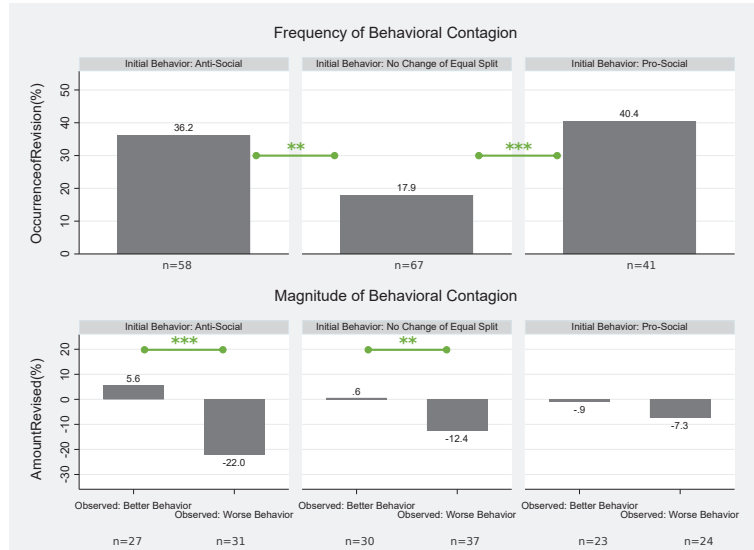 Frequency of Behavioral Contagion
Initial Behavior: Anti-Social
Initial Behavior: No Change of Equal Split
Initial Behavior: Pro-Social
OccurrenceofRevision(%)
50
40
30
20
10
0
36.2
**
17.9
***
40.4
n=58
n=67
n=41
Magnitude of Behavioral Contagion
Initial Behavior: Anti-Social
Initial Behavior: No Change of Equal Split
Initial Behavior: Pro-Social
AmountRevised(%)
20
10
0
-10
-20
-30
***
5.6
-22.0
**
.6
-12.4
-.9
-7.3
Observed: Better Behavior
Observed: Worse Behavior
Observed: Better Behavior
Observed: Worse Behavior
Observed: Better Behavior
Observed: Worse Behavior
n=27
n=31
n=30
n=37
n=23
n=24